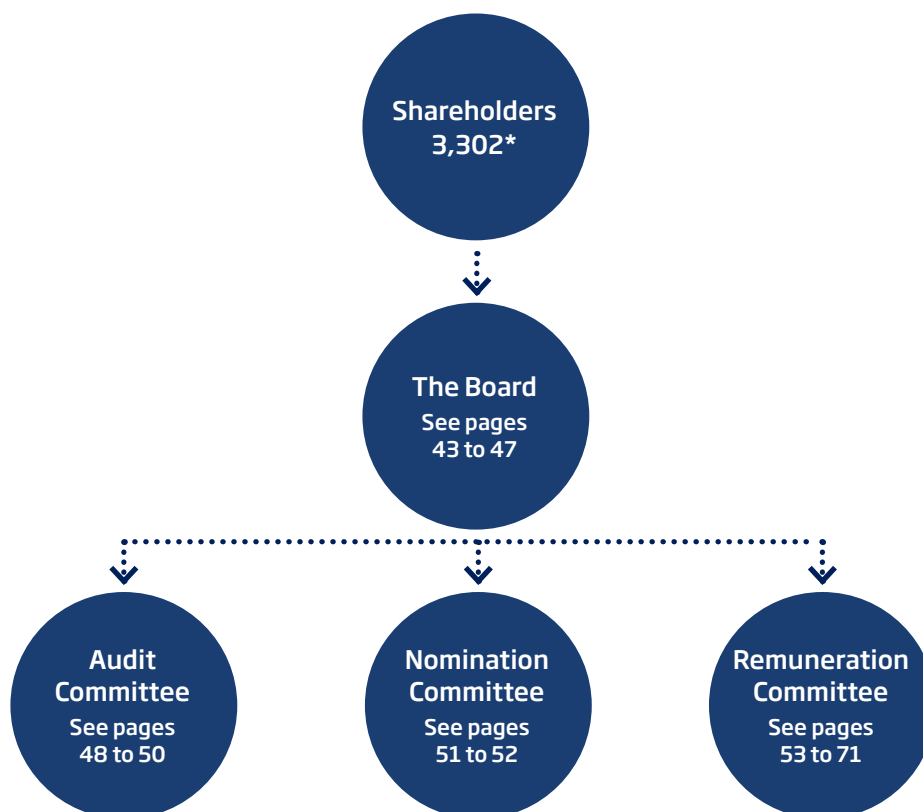 Shareholders
3,302*
The Board
See pages
43 to 47
Audit
Committee
See pages
48 to 50
Nomination
Committee
See pages
51 to 52
Remuneration
Committee
See pages
53 to 71